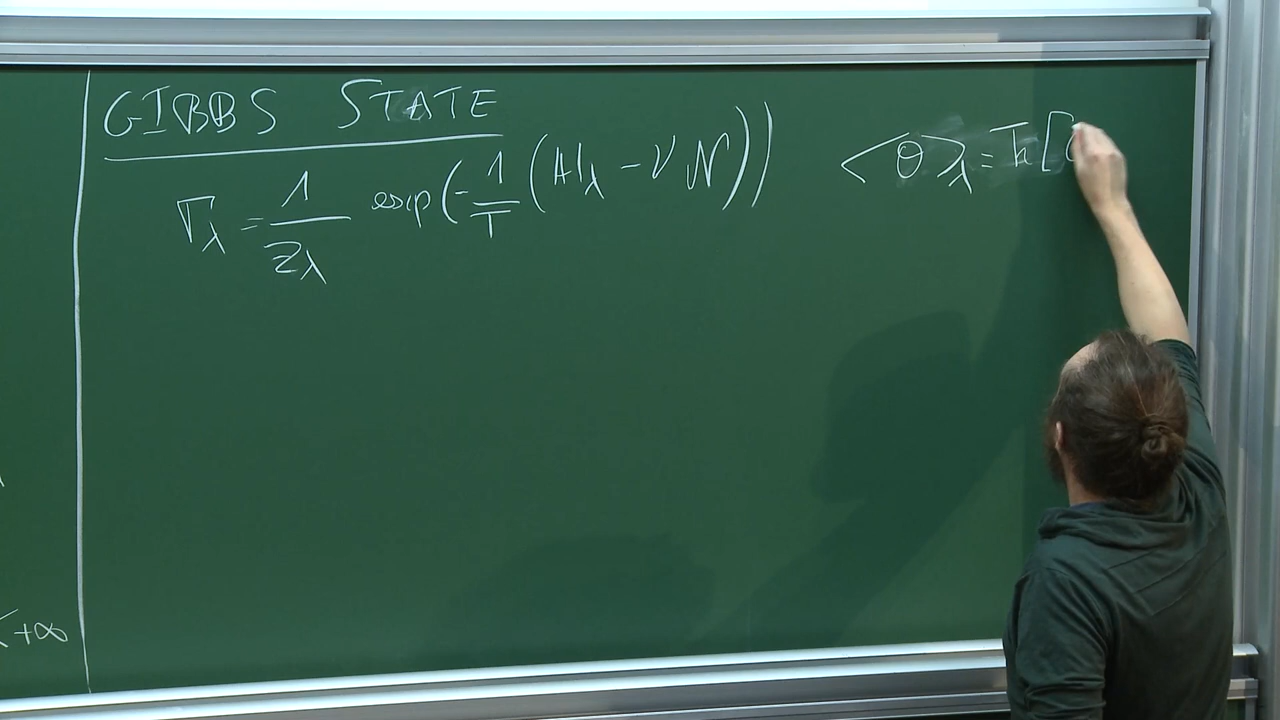 GIBBS STATE
Γ_λ = 1/Z_λ exp(-1/T (ℍ_λ - ν𝒩))
<θ>_λ = Tr[
< +∞